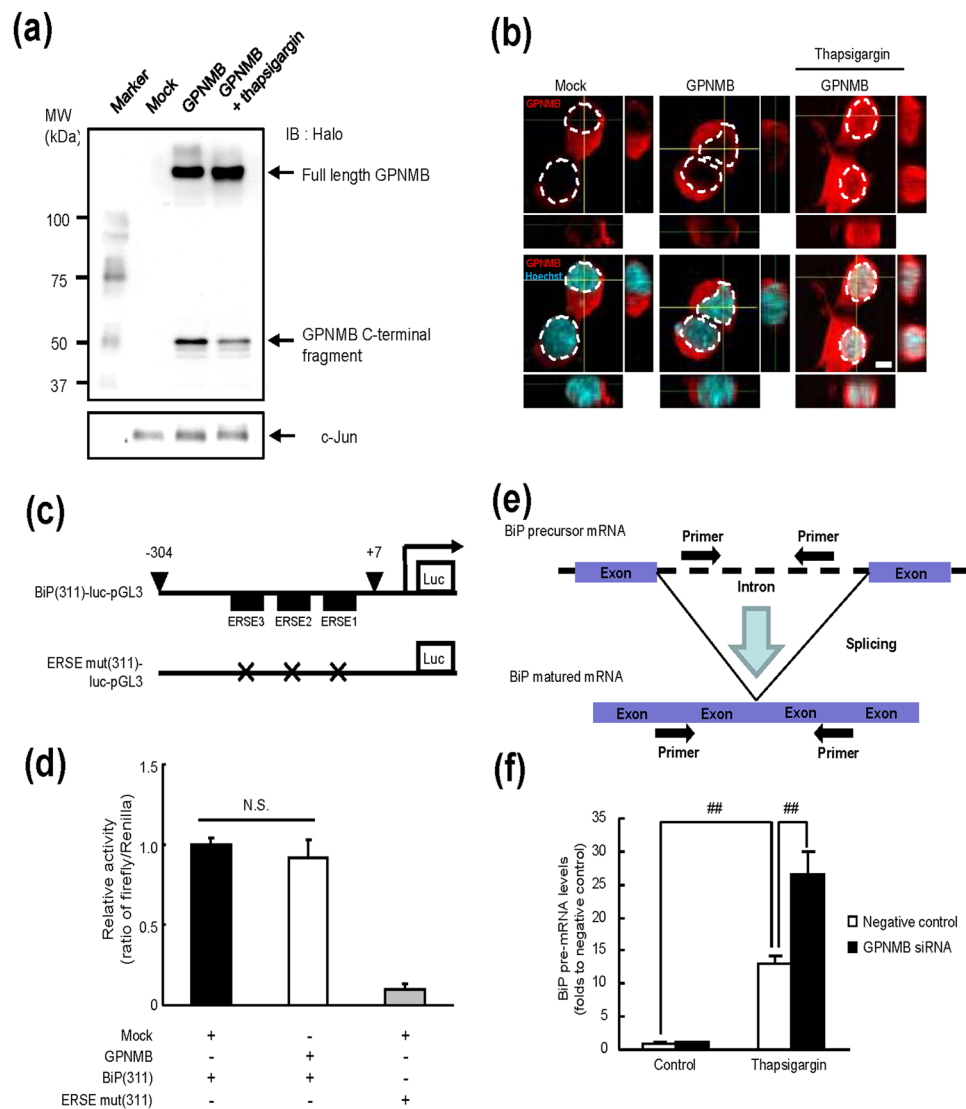 (a)
Marker
Mock
GPNMB
GPNMB
+ thapsigargin
MW
(kDa)
IB : Halo
Full length GPNMB
100
75
GPNMB C-terminal
fragment
50
37
c-Jun
(b)
Thapsigargin
Mock
GPNMB
GPNMB
GPNMB
GPNMB
Hoechst
(c)
-304
+7
BiP(311)-luc-pGL3
Luc
ERSE3
ERSE2
ERSE1
ERSE mut(311)-
luc-pGL3
Luc
(d)
Relative activity
(ratio of firefly/Renilla)
1.5
1.0
0.5
0
N.S.
Mock + - +
GPNMB - + -
BiP(311) + + -
ERSE mut(311) - - +
(e)
BiP precursor mRNA
Primer
Primer
Exon
Exon
Intron
Splicing
BiP matured mRNA
Exon Exon Exon Exon
Primer
Primer
(f)
BiP pre-mRNA levels
(folds to negative control)
35
30
25
20
15
10
5
0
##
##
Negative control
GPNMB siRNA
Control
Thapsigargin